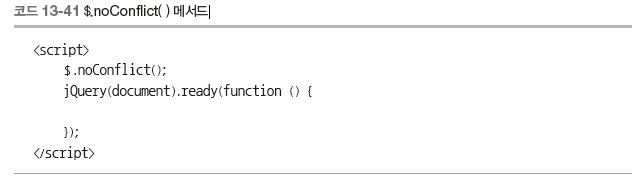 코드 13-41 $.noConflict( ) 메서드
<script>
$.noConflict();
jQuery(document).ready(function () {
});
</script>